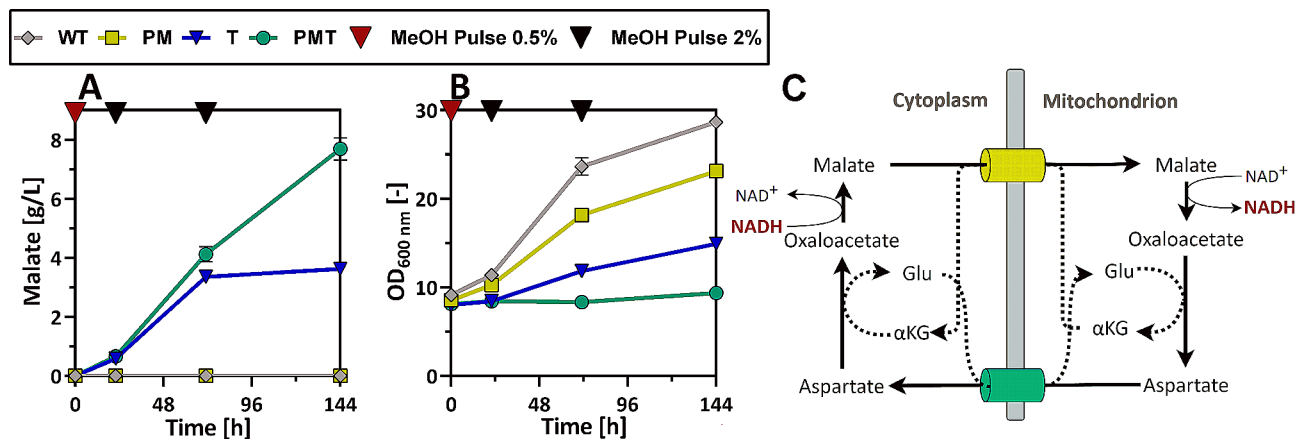 WT PM T PMT MeOH Pulse 0.5% MeOH Pulse 2%
A
Malate [g/L]
8
6
4
2
0
0 48 96 144
Time [h]
B
OD600 nm [-]
30
20
10
0
0 48 96 144
Time [h]
C
Cytoplasm Mitochondrion
Malate Malate
NAD+ NAD+
NADH NADH
Oxaloacetate Oxaloacetate
Glu Glu
αKG αKG
Aspartate Aspartate